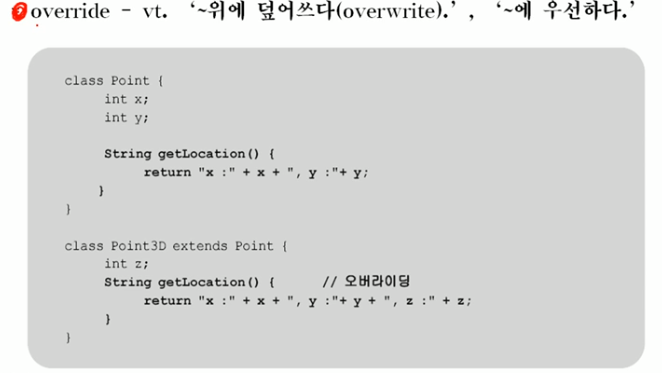 override - vt. '~위에 덮어쓰다(overwrite).' , '~에 우선하다.'
class Point {
int x;
int y;
String getLocation() {
return "x :" + x + ", y :"+ y;
}
}
class Point3D extends Point {
int z;
String getLocation() { // 오버라이딩
return "x :" + x + ", y :"+ y + ", z :" + z;
}
}